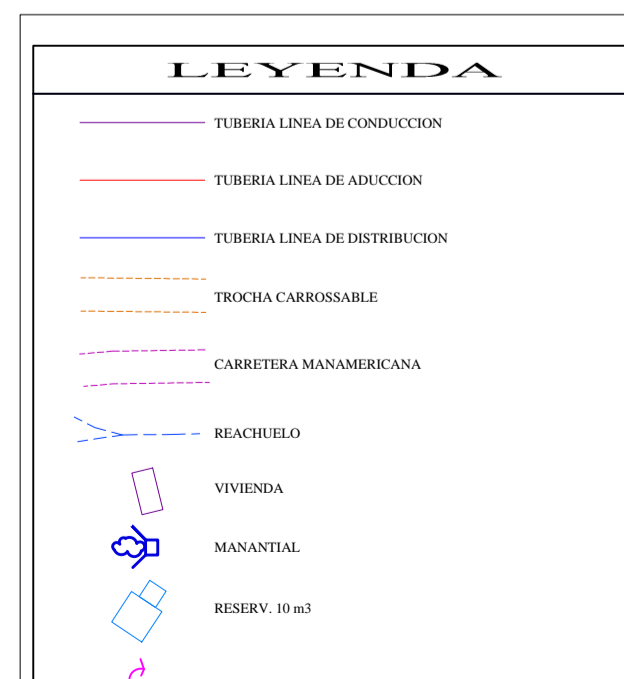 LEYENDA
TUBERIA LINEA DE CONDUCCION
TUBERIA LINEA DE ADUCCION
TUBERIA LINEA DE DISTRIBUCION
TROCHA CARROSSABLE
CARRETERA MANAMERICANA
REACHUELO
VIVIENDA
MANANTIAL
RESERV. 10 m3